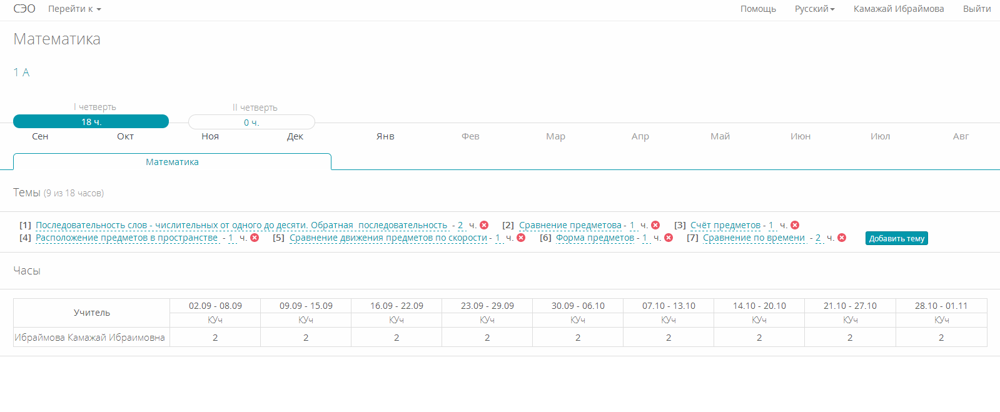 СЭО Перейти к Помощь Русский Камажай Ибраймова Выйти
Математика
1 А
I четверть II четверть
18 ч. 0 ч.
Сен Окт Ноя Дек Янв Фев Мар Апр Май Июн Июл Авг
Математика
Темы (9 из 18 часов)
[1] Последовательность слов - числительных от одного до десяти. Обратная последовательность - 2 ч. [2] Сравнение предметова - 1 ч. [3] Счёт предметов - 1 ч.
[4] Расположение предметов в пространстве - 1 ч. [5] Сравнение движения предметов по скорости - 1 ч. [6] Форма предметов - 1 ч. [7] Сравнение по времени - 2 ч. Добавить тему
Часы
Учитель 02.09 - 08.09 09.09 - 15.09 16.09 - 22.09 23.09 - 29.09 30.09 - 06.10 07.10 - 13.10 14.10 - 20.10 21.10 - 27.10 28.10 - 01.11
КУч КУч КУч КУч КУч КУч КУч КУч КУч
Ибраймова Камажай Ибраимовна 2 2 2 2 2 2 2 2 2